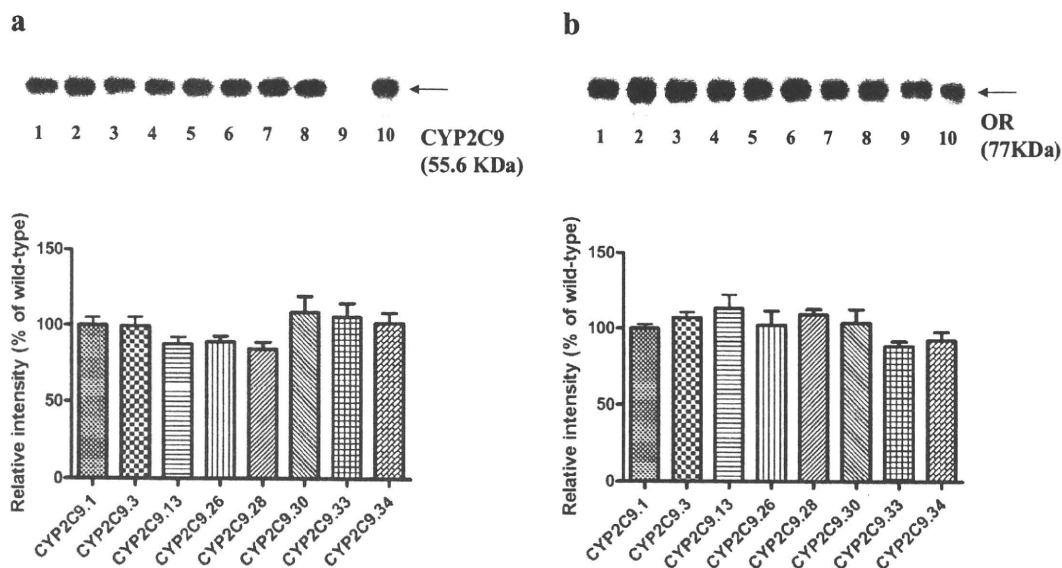 a
1 2 3 4 5 6 7 8 9 10
CYP2C9
(55.6 KDa)
Relative intensity (% of wild-type)
150
100
50
0
CYP2C9.1
CYP2C9.3
CYP2C9.13
CYP2C9.26
CYP2C9.28
CYP2C9.30
CYP2C9.33
CYP2C9.34
b
1 2 3 4 5 6 7 8 9 10
OR
(77KDa)
Relative intensity (% of wild-type)
150
100
50
0
CYP2C9.1
CYP2C9.3
CYP2C9.13
CYP2C9.26
CYP2C9.28
CYP2C9.30
CYP2C9.33
CYP2C9.34